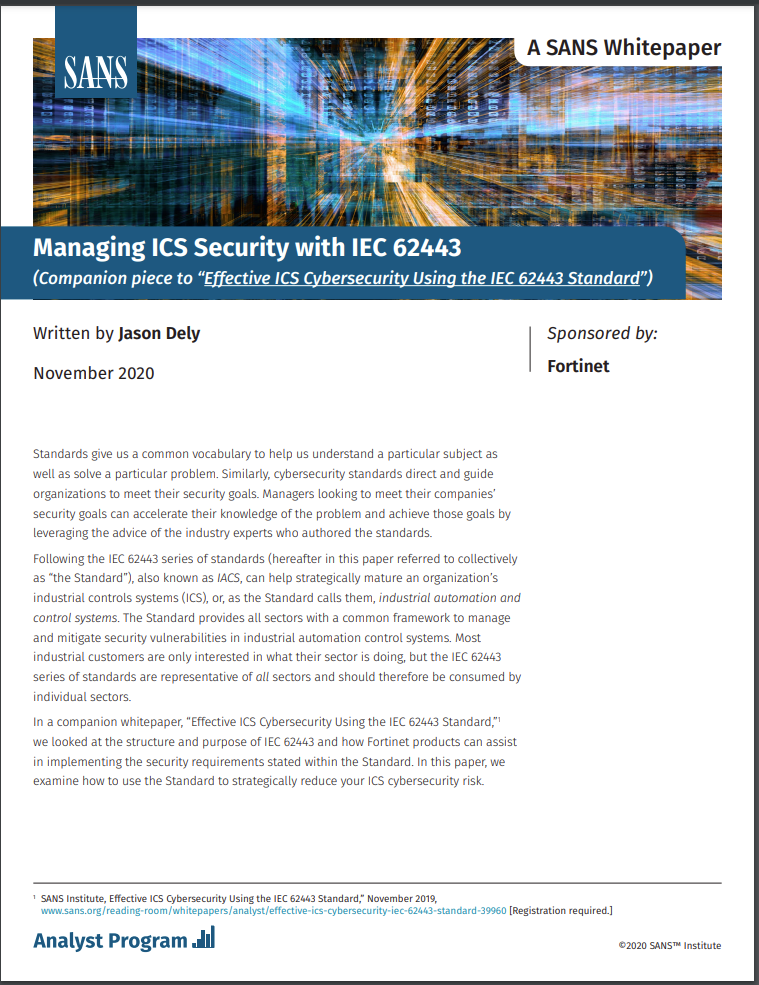 SANS
A SANS Whitepaper
Managing ICS Security with IEC 62443
(Companion piece to “Effective ICS Cybersecurity Using the IEC 62443 Standard”)
Written by Jason Dely
November 2020
Sponsored by:
Fortinet
Standards give us a common vocabulary to help us understand a particular subject as
well as solve a particular problem. Similarly, cybersecurity standards direct and guide
organizations to meet their security goals. Managers looking to meet their companies’
security goals can accelerate their knowledge of the problem and achieve those goals by
leveraging the advice of the industry experts who authored the standards.
Following the IEC 62443 series of standards (hereafter in this paper referred to collectively
as “the Standard”), also known as IACS, can help strategically mature an organization’s
industrial controls systems (ICS), or, as the Standard calls them, industrial automation and
control systems. The Standard provides all sectors with a common framework to manage
and mitigate security vulnerabilities in industrial automation control systems. Most
industrial customers are only interested in what their sector is doing, but the IEC 62443
series of standards are representative of all sectors and should therefore be consumed by
individual sectors.
In a companion whitepaper, “Effective ICS Cybersecurity Using the IEC 62443 Standard,”¹
we looked at the structure and purpose of IEC 62443 and how Fortinet products can assist
in implementing the security requirements stated within the Standard. In this paper, we
examine how to use the Standard to strategically reduce your ICS cybersecurity risk.
¹ SANS Institute, Effective ICS Cybersecurity Using the IEC 62443 Standard,” November 2019,
www.sans.org/reading-room/whitepapers/analyst/effective-ics-cybersecurity-iec-62443-standard-39960 [Registration required.]
Analyst Program
©2020 SANS™ Institute